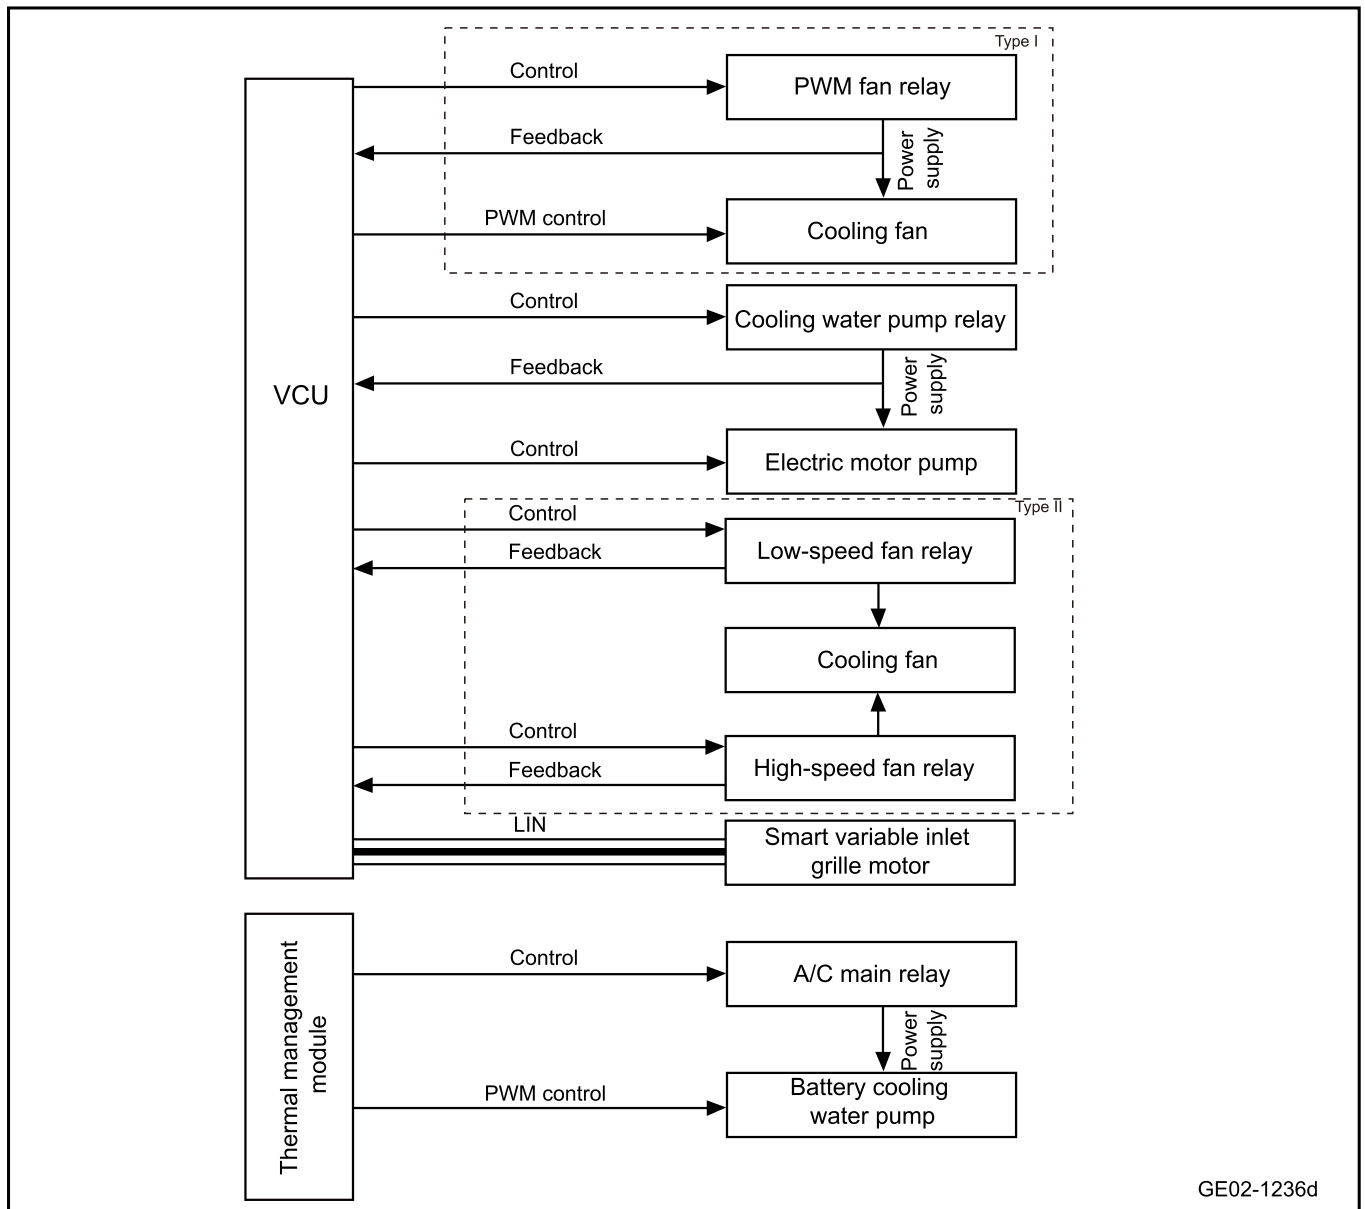 Type I
Control
PWM fan relay
Feedback
Power
supply
PWM control
Cooling fan
Control
Cooling water pump relay
Feedback
Power
supply
VCU
Control
Electric motor pump
Type II
Control
Low-speed fan relay
Feedback
Cooling fan
Control
High-speed fan relay
Feedback
LIN
Smart variable inlet
grille motor
Thermal management
module
Control
A/C main relay
Power
supply
PWM control
Battery cooling
water pump
GE02-1236d